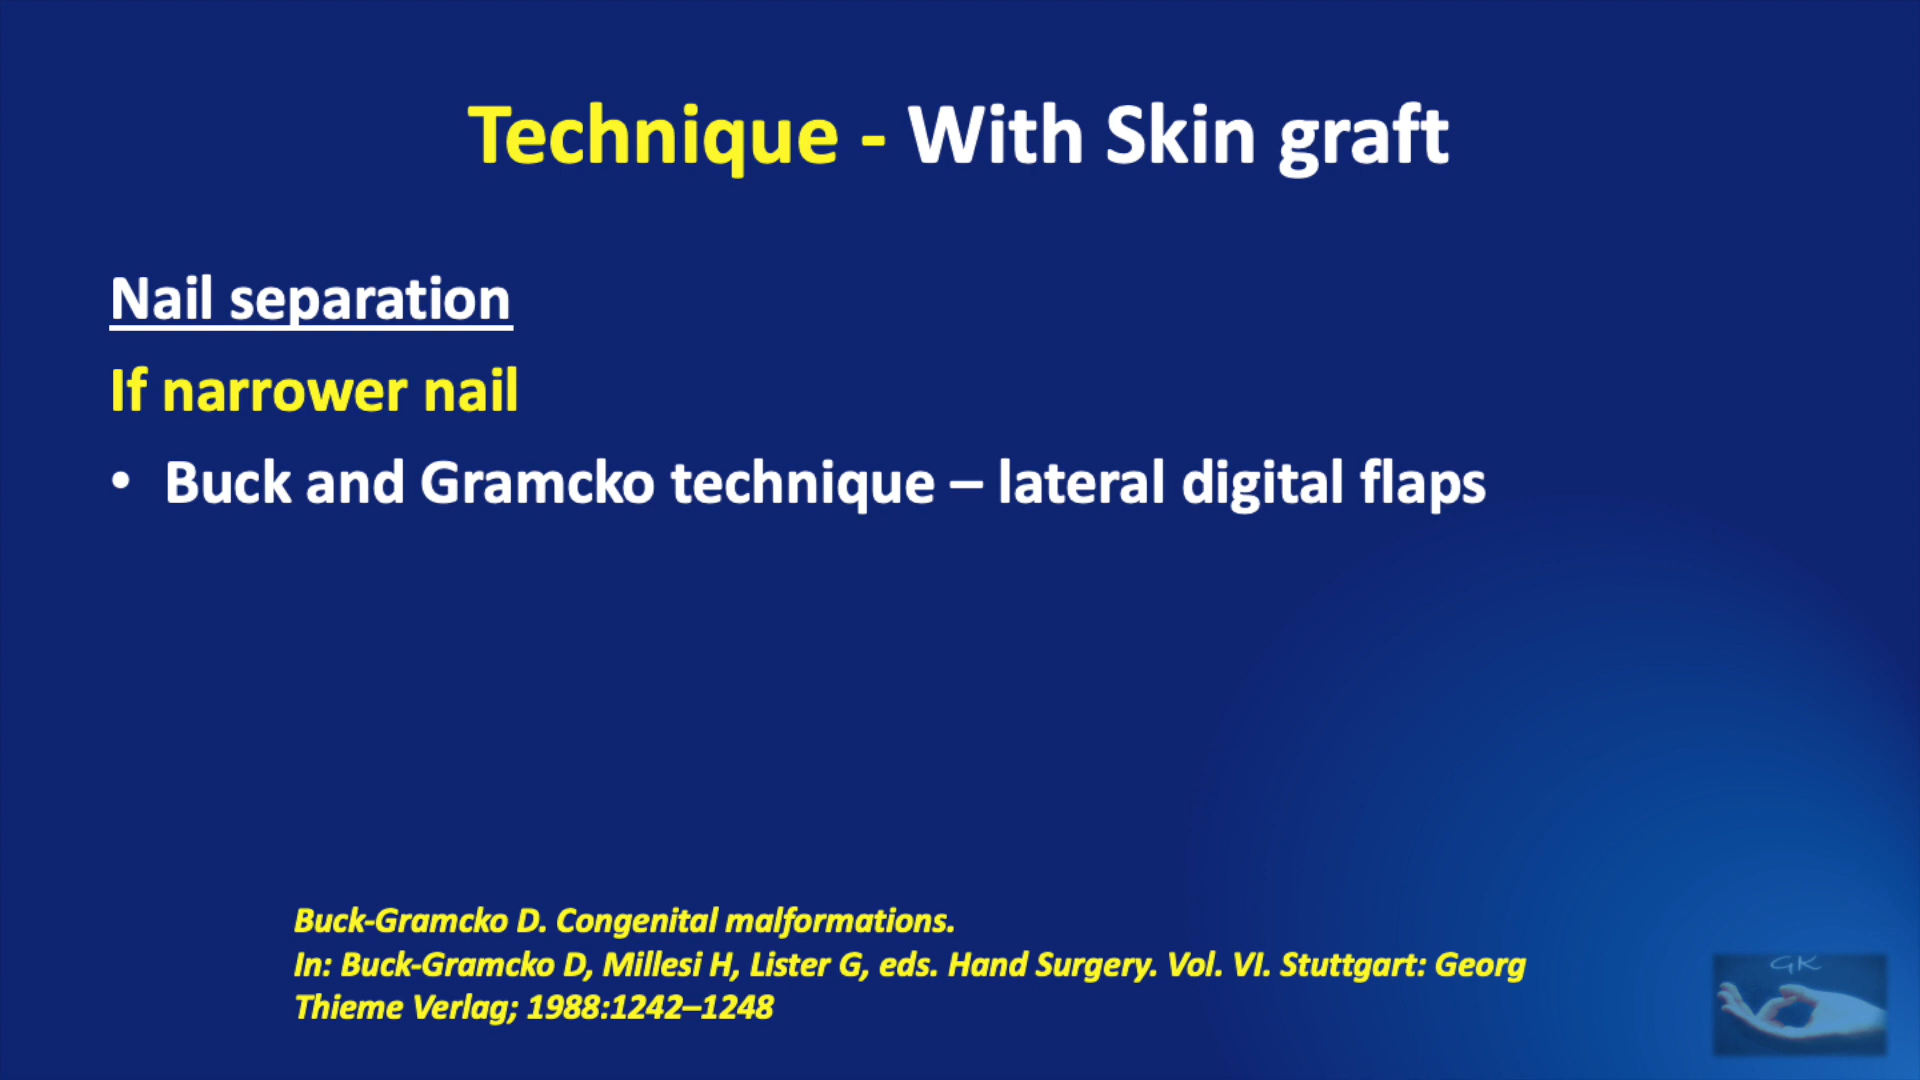 Technique - With Skin graft
Nail separation
If narrower nail
• Buck and Gramcko technique – lateral digital flaps
Buck-Gramcko D. Congenital malformations.
In: Buck-Gramcko D, Millesi H, Lister G, eds. Hand Surgery. Vol. VI. Stuttgart: Georg
Thieme Verlag; 1988:1242–1248
GK